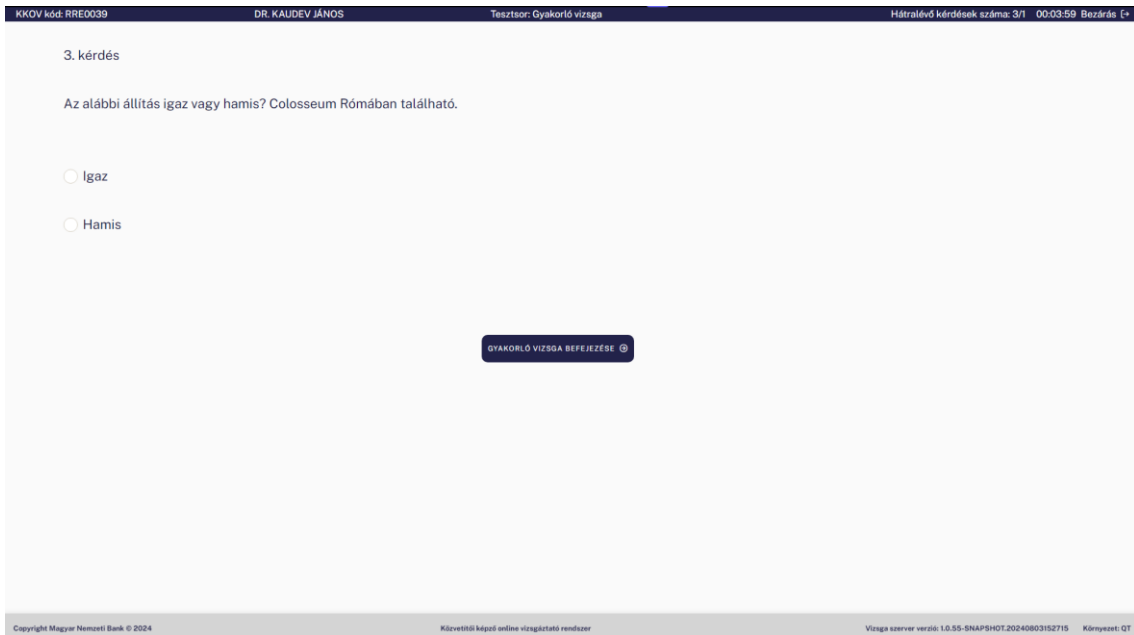 KKOV kód: RRE0039 DR. KAUDEV JÁNOS Tesztsor: Gyakorló vizsga Hátralévő kérdések száma: 3/1 00:03:59 Bezárás
3. kérdés
Az alábbi állítás igaz vagy hamis? Colosseum Rómában található.
Igaz
Hamis
GYAKORLÓ VIZSGA BEFEJEZÉSE
Copyright Magyar Nemzeti Bank © 2024 Közvetítői képző online vizsgáztató rendszer Vizsga szerver verzió: 1.0.55-SNAPSHOT.20240803152715 Környezet: QT